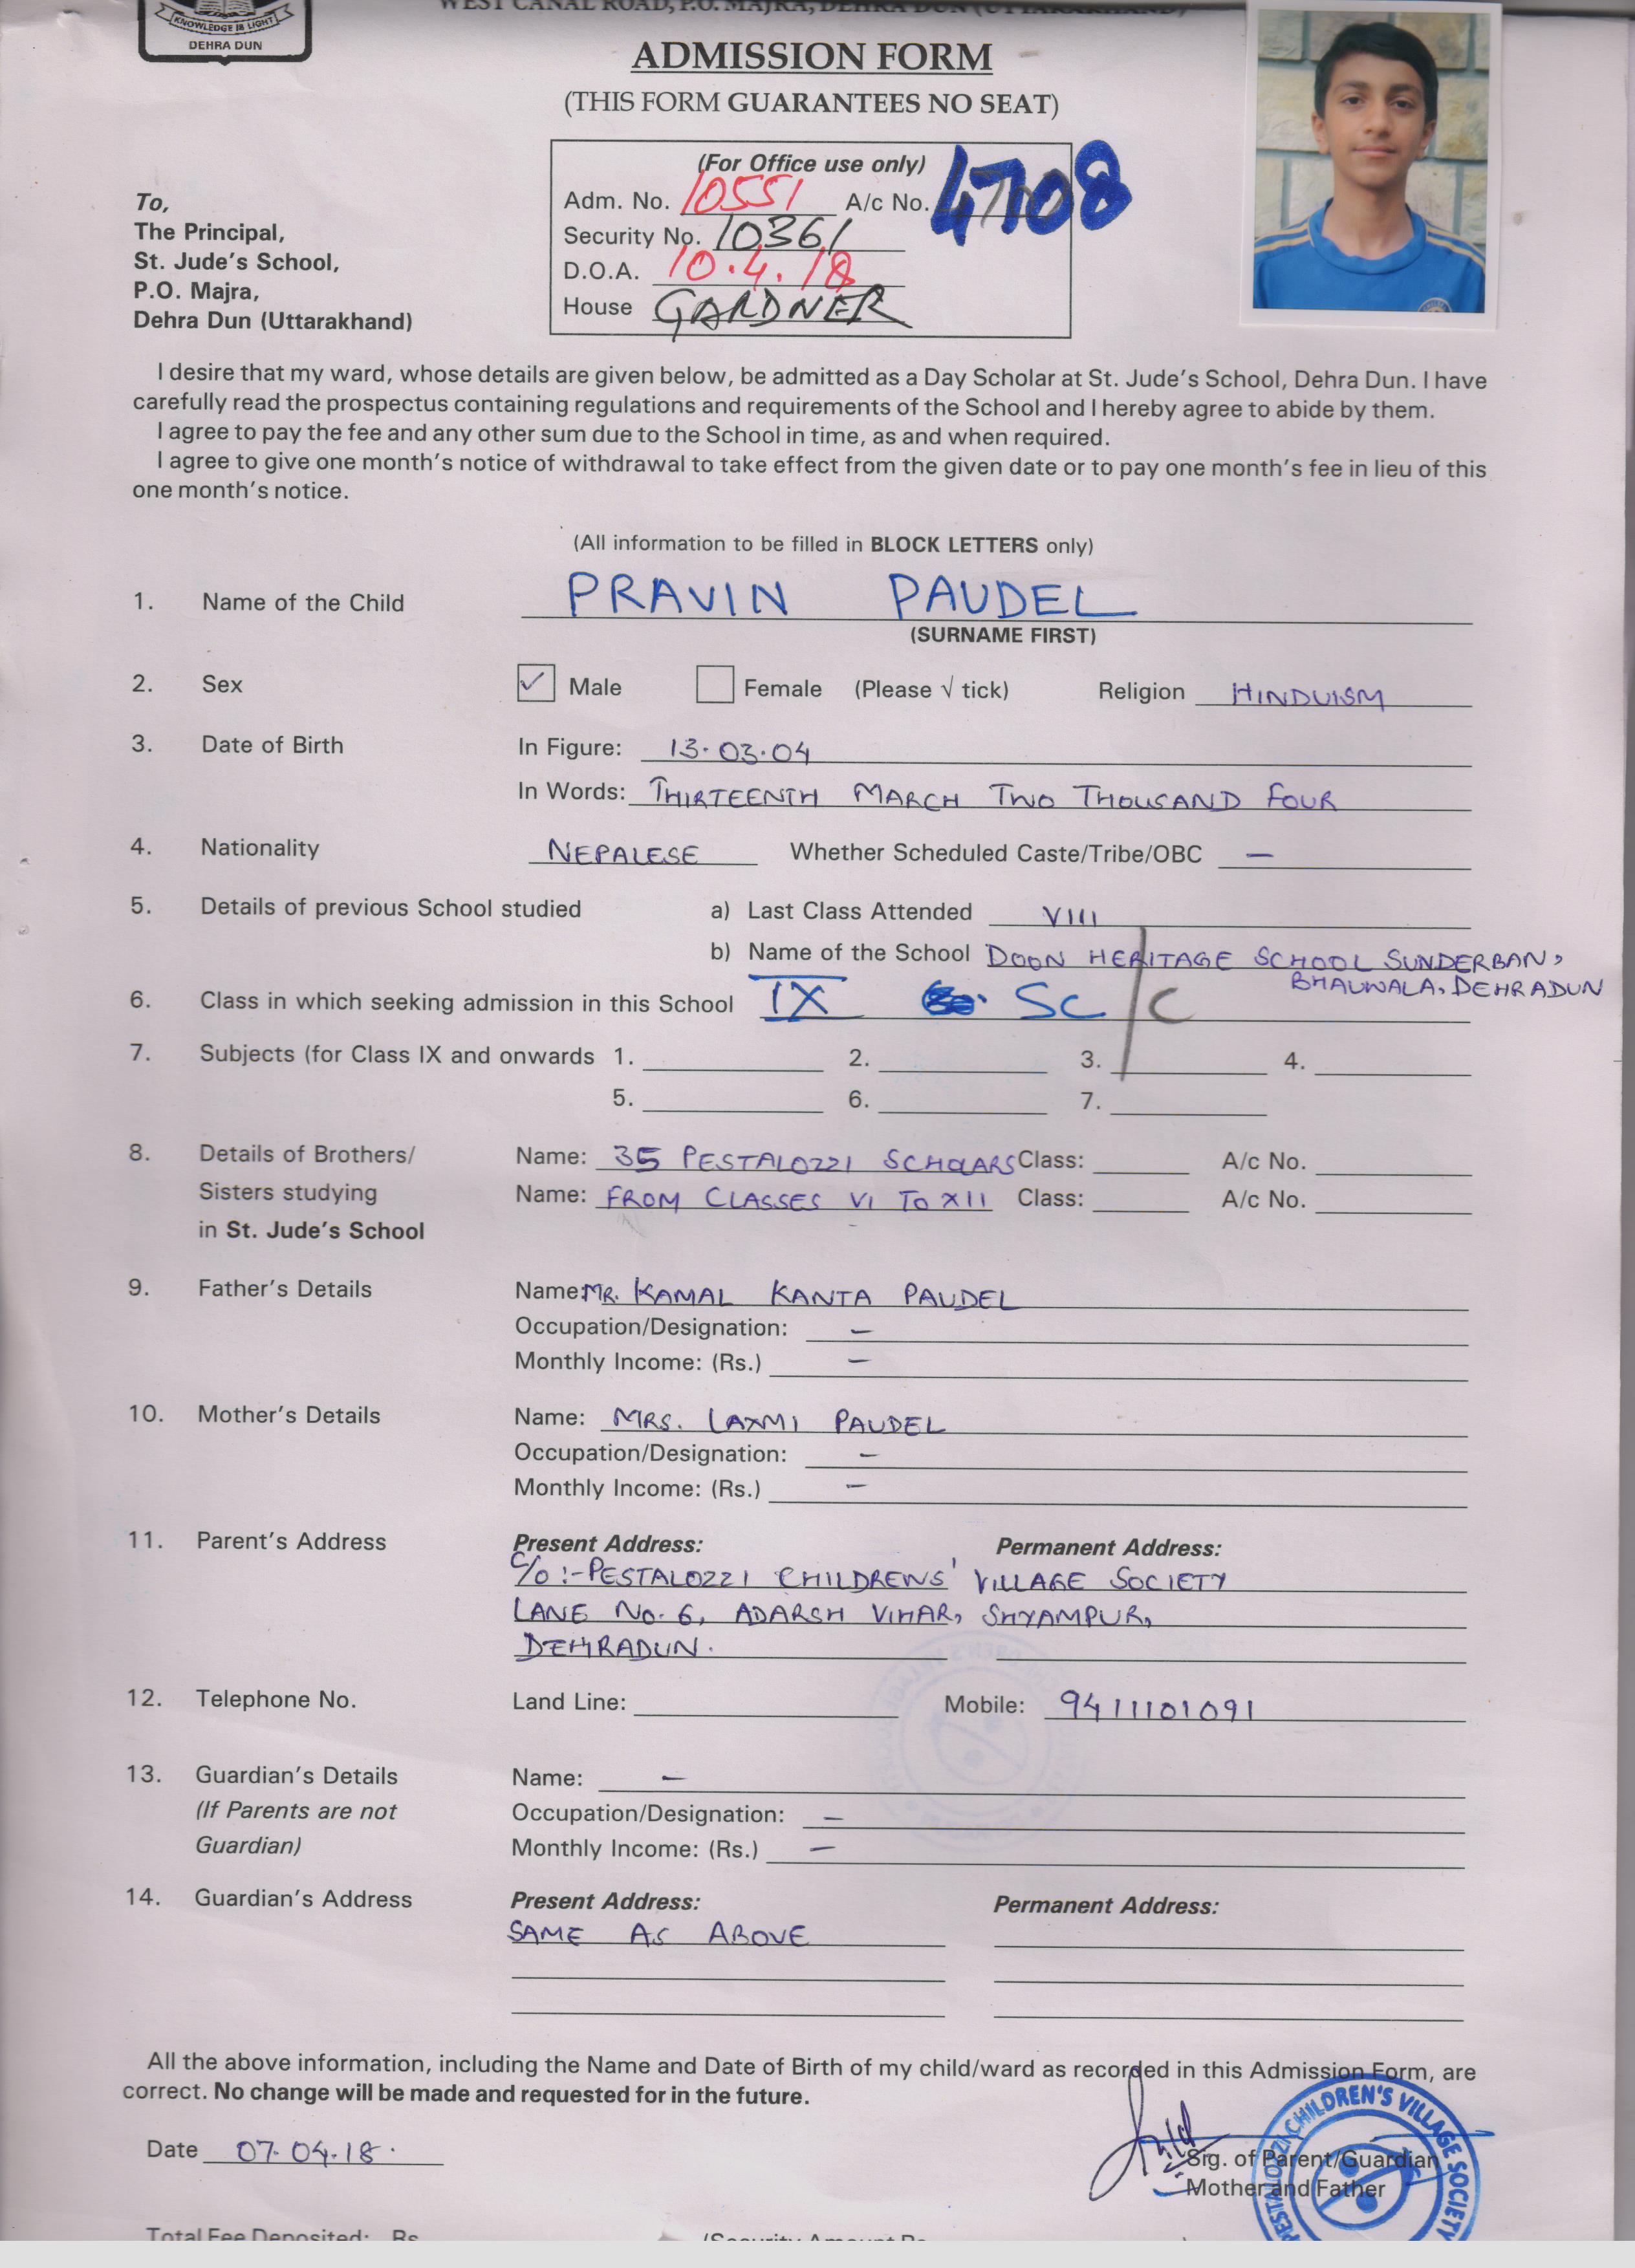 WEST CANAL ROAD, P.O. MAJRA, DEHRA DUN (UTTARAKHAND)
KNOWLEDGE IS LIGHT
DEHRA DUN
ADMISSION FORM
(THIS FORM GUARANTEES NO SEAT)
(For Office use only)
Adm. No. 10551 A/c No. 4708
Security No. 10361
D.O.A. 10.4.18
House GARDNER
To,
The Principal,
St. Jude's School,
P.O. Majra,
Dehra Dun (Uttarakhand)
I desire that my ward, whose details are given below, be admitted as a Day Scholar at St. Jude's School, Dehra Dun. I have
carefully read the prospectus containing regulations and requirements of the School and I hereby agree to abide by them.
I agree to pay the fee and any other sum due to the School in time, as and when required.
I agree to give one month's notice of withdrawal to take effect from the given date or to pay one month's fee in lieu of this
one month's notice.
(All information to be filled in BLOCK LETTERS only)
1. Name of the Child PRAVIN PAUDEL
(SURNAME FIRST)
2. Sex ✓ Male Female (Please √ tick) Religion HINDUISM
3. Date of Birth In Figure: 13.03.04
In Words: THIRTEENTH MARCH TWO THOUSAND FOUR
4. Nationality NEPALESE Whether Scheduled Caste/Tribe/OBC —
5. Details of previous School studied a) Last Class Attended VIII
b) Name of the School DOON HERITAGE SCHOOL SUNDERBAN,
BHAUWALA, DEHRADUN
6. Class in which seeking admission in this School IX SC/C
7. Subjects (for Class IX and onwards 1. 2. 3. 4.
5. 6. 7.
8. Details of Brothers/ Name: 35 PESTALOZZI SCHOLARS Class: A/c No.
Sisters studying Name: FROM CLASSES VI TO XII Class: A/c No.
in St. Jude's School
9. Father's Details Name: MR. KAMAL KANTA PAUDEL
Occupation/Designation: —
Monthly Income: (Rs.) —
10. Mother's Details Name: MRS. LAXMI PAUDEL
Occupation/Designation: —
Monthly Income: (Rs.) —
11. Parent's Address Present Address: Permanent Address:
C/O :- PESTALOZZI CHILDRENS' VILLAGE SOCIETY
LANE NO. 6, ADARSH VIHAR, SHYAMPUR,
DEHRADUN.
12. Telephone No. Land Line: Mobile: 9411101091
13. Guardian's Details Name: —
(If Parents are not Occupation/Designation: —
Guardian) Monthly Income: (Rs.) —
14. Guardian's Address Present Address: Permanent Address:
SAME AS ABOVE
All the above information, including the Name and Date of Birth of my child/ward as recorded in this Admission Form, are
correct. No change will be made and requested for in the future.
Date 07.04.18.
Sig. of Parent/Guardian
Mother and Father
PESTALOZZI CHILDREN'S VILLAGE SOCIETY
Total Fee Deposited: Rs.
(Security Amount Rs.